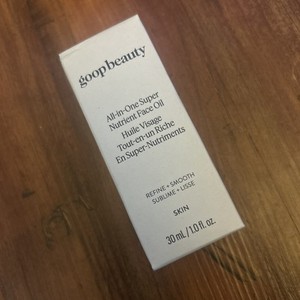 goop beauty
All-in-One Super
Nutrient Face Oil
Huile Visage
Tout-en-un Riche
En Super-Nutriments
REFINE + SMOOTH
SUBLIME + LISSE
SKIN
30 mL / 1.0 fl. oz.